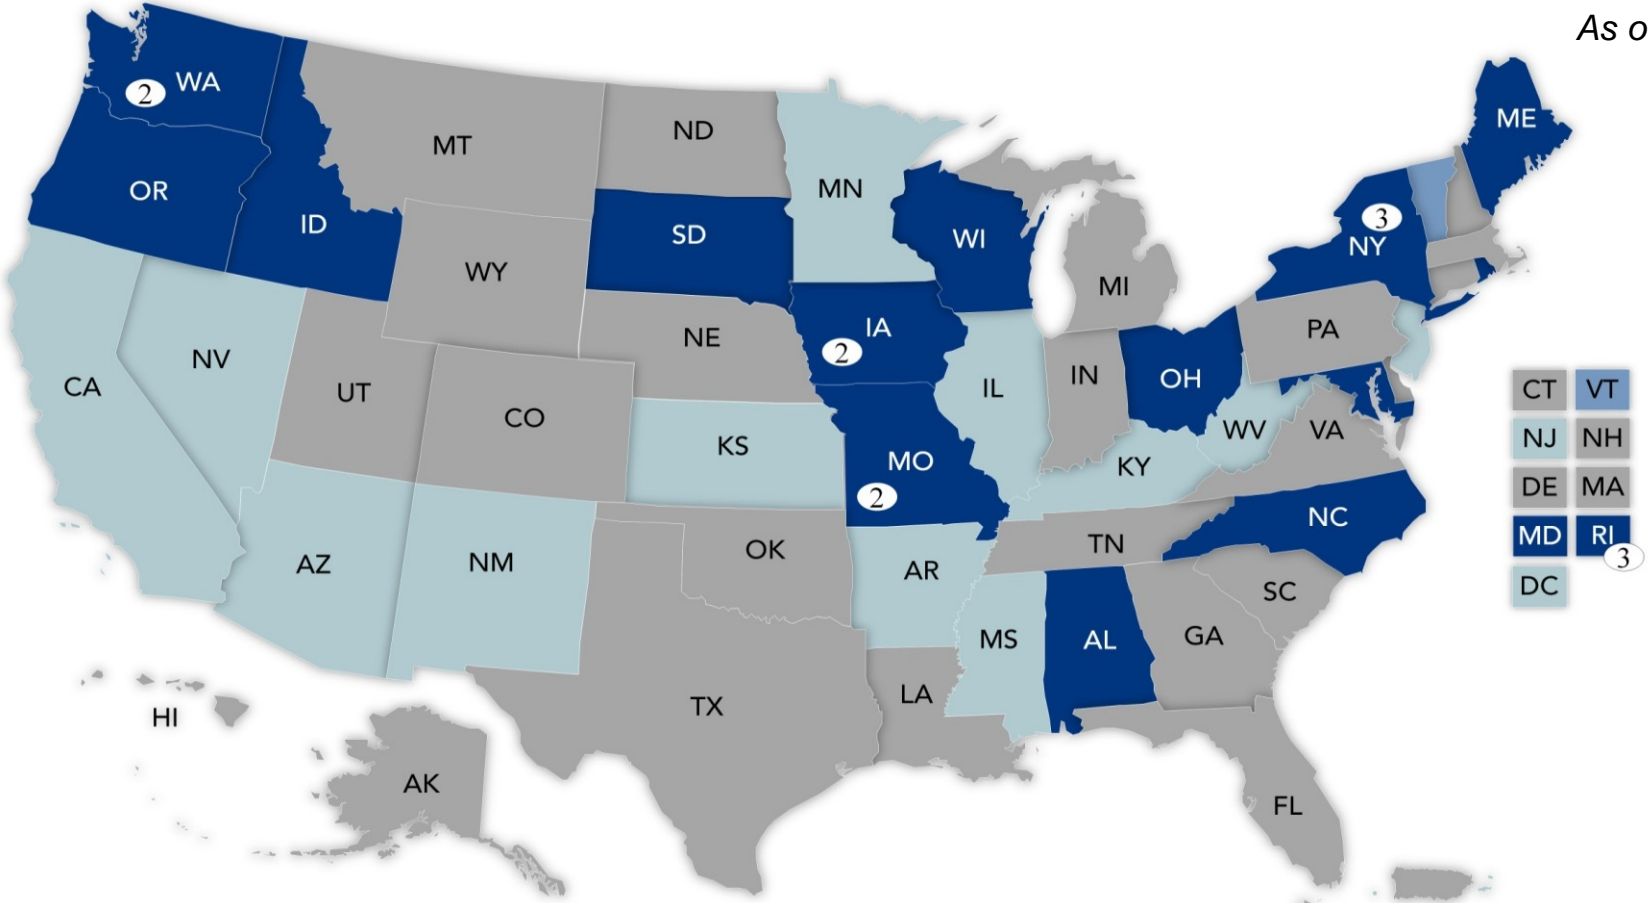 As o
WA
2
ME
MT
ND
MN
OR
ID
SD
WI
3
NY
WY
MI
IA
2
NE
PA
NV
CA
UT
CO
IL
IN
OH
CT VT
KS
WV
VA
NJ NH
MO
KY
2
DE MA
NC
MD RI
3
OK
TN
AZ
NM
AR
SC
DC
MS
AL
GA
LA
TX
HI
AK
FL